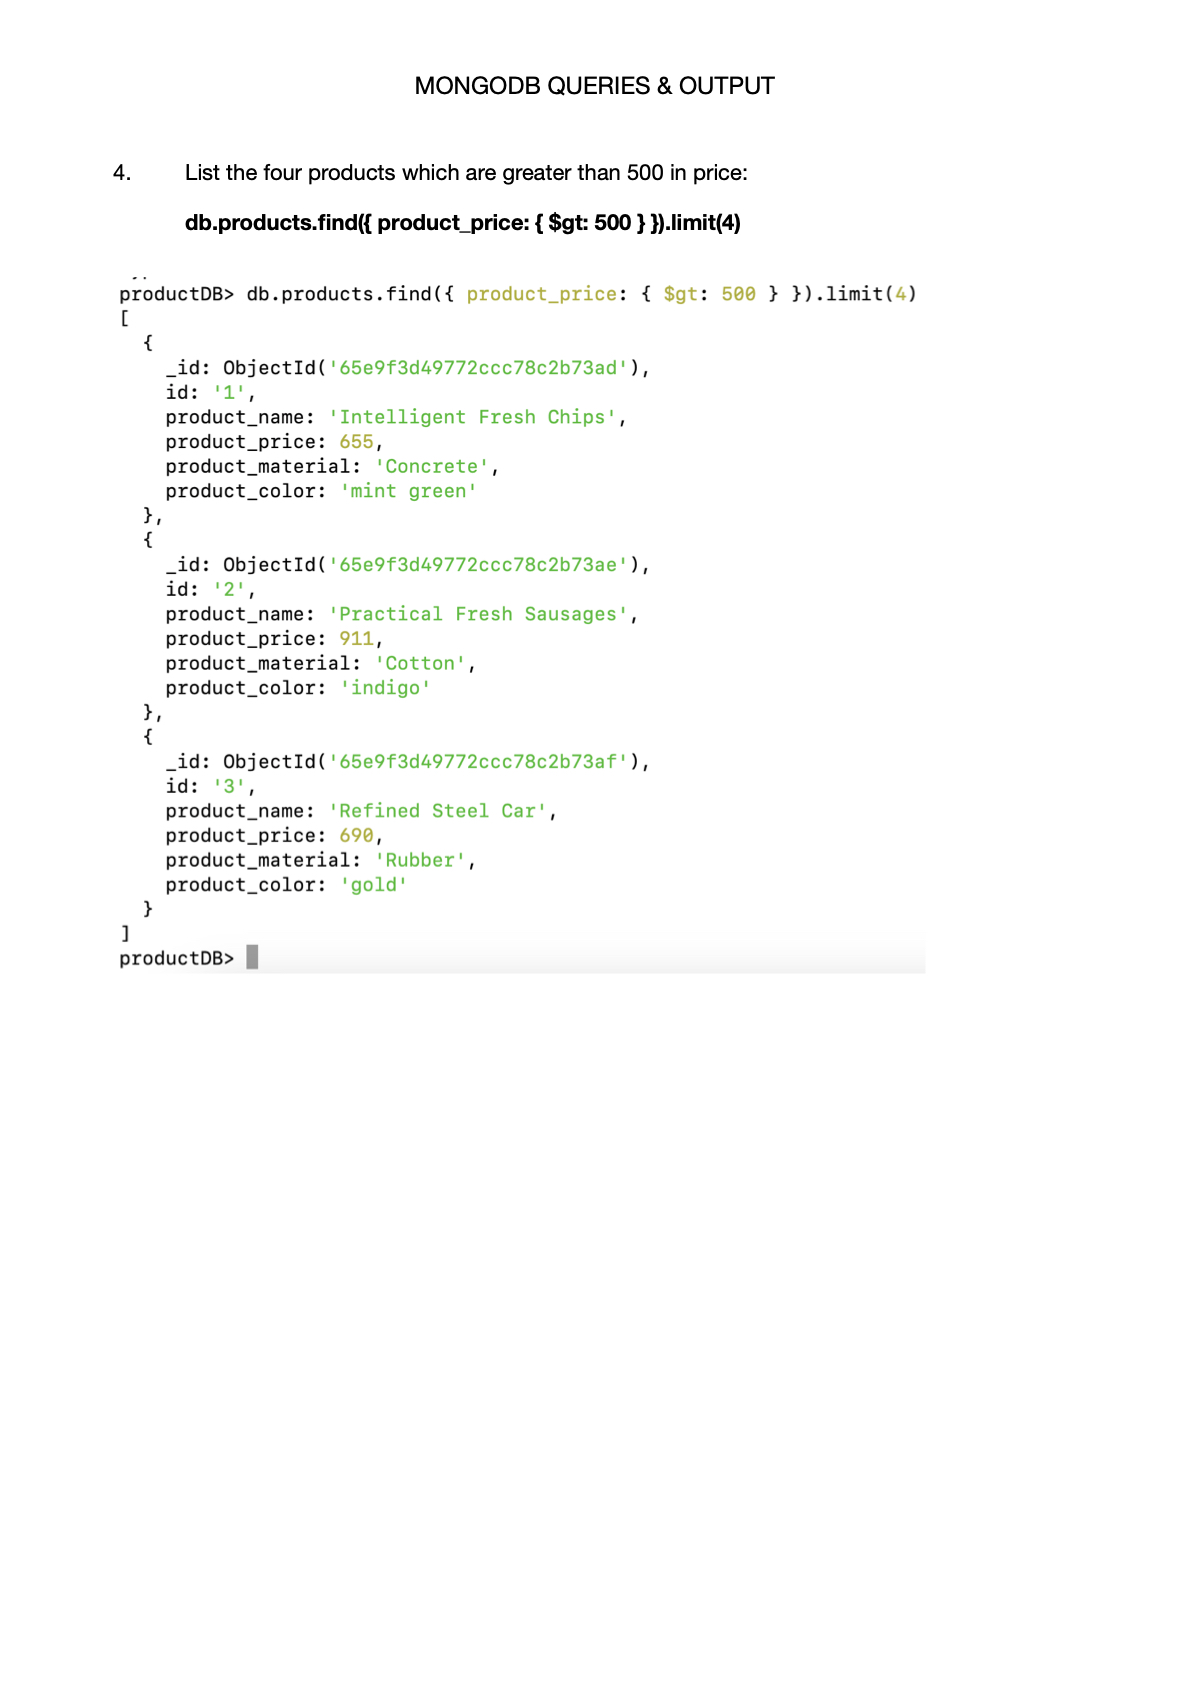 MONGODB QUERIES & OUTPUT
4. List the four products which are greater than 500 in price:
db.products.find({ product_price: { $gt: 500 } }).limit(4)
productDB> db.products.find({ product_price: { $gt: 500 } }).limit(4)
[
  {
    _id: ObjectId('65e9f3d49772ccc78c2b73ad'),
    id: '1',
    product_name: 'Intelligent Fresh Chips',
    product_price: 655,
    product_material: 'Concrete',
    product_color: 'mint green'
  },
  {
    _id: ObjectId('65e9f3d49772ccc78c2b73ae'),
    id: '2',
    product_name: 'Practical Fresh Sausages',
    product_price: 911,
    product_material: 'Cotton',
    product_color: 'indigo'
  },
  {
    _id: ObjectId('65e9f3d49772ccc78c2b73af'),
    id: '3',
    product_name: 'Refined Steel Car',
    product_price: 690,
    product_material: 'Rubber',
    product_color: 'gold'
  }
]
productDB>